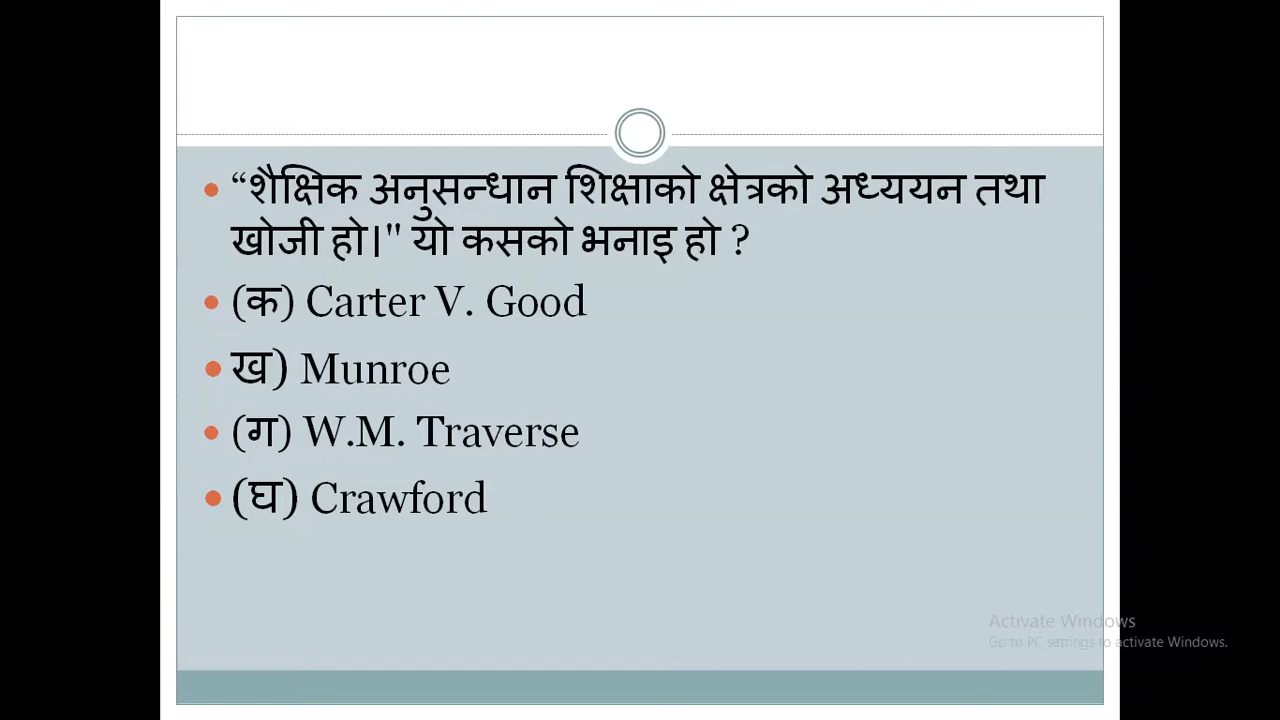 “शैक्षिक अनुसन्धान शिक्षाको क्षेत्रको अध्ययन तथा
खोजी हो।" यो कसको भनाइ हो ?
(क) Carter V. Good
ख) Munroe
(ग) W.M. Traverse
(घ) Crawford
Activate Windows
Go to PC settings to activate Windows.